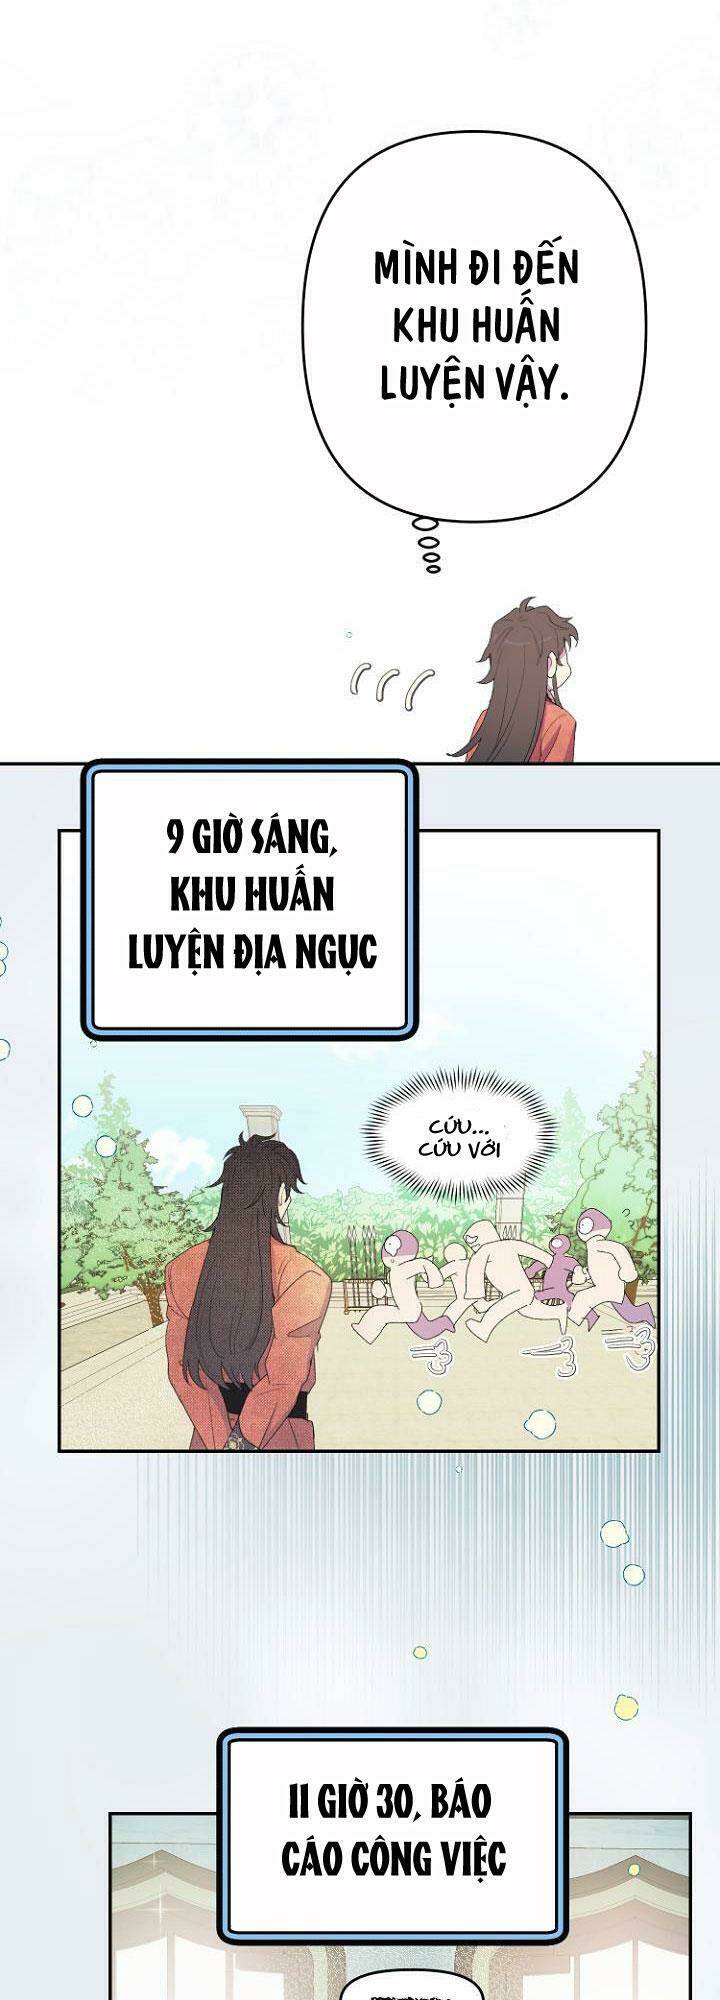 MÌNH ĐI ĐẾN
KHU HUẤN
LUYỆN VẬY.
9 GIỜ SÁNG,
KHU HUẤN
LUYỆN ĐỊA NGỤC
CỨU...
CỨU VỚI
11 GIỜ 30, BÁO
CÁO CÔNG VIỆC